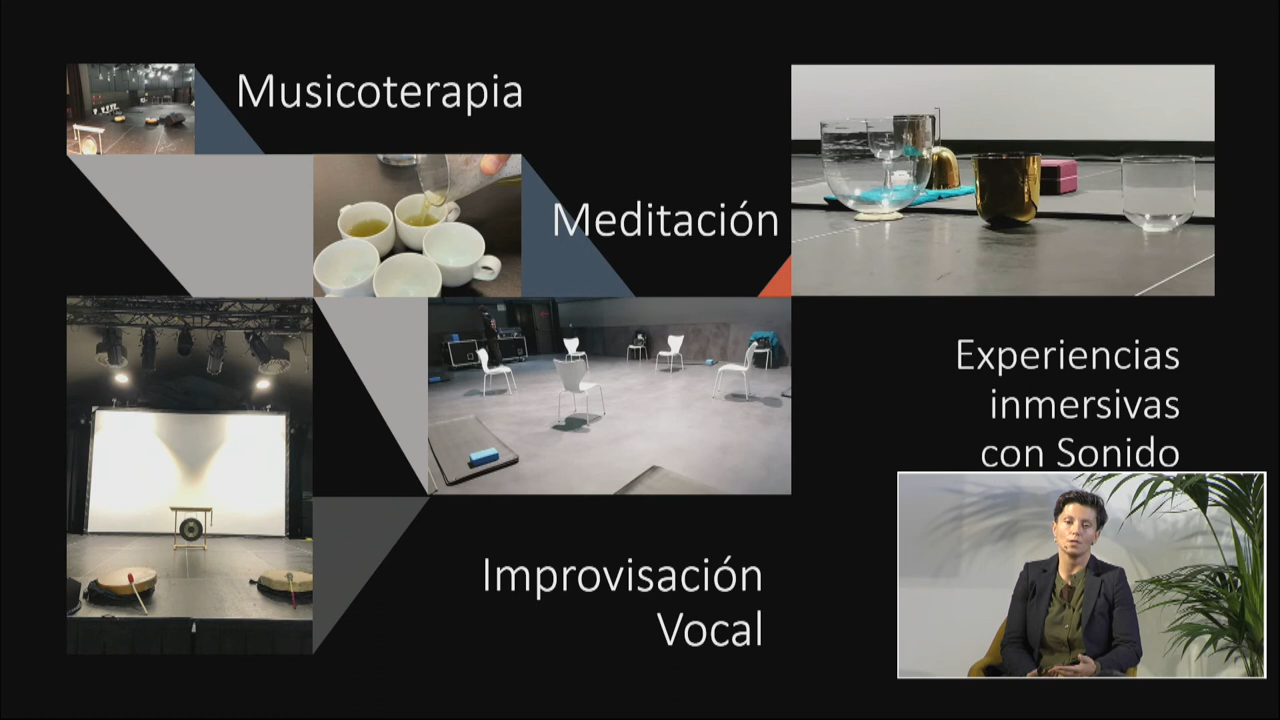 Musicoterapia
Meditación
Experiencias
inmersivas
con Sonido
Improvisación
Vocal